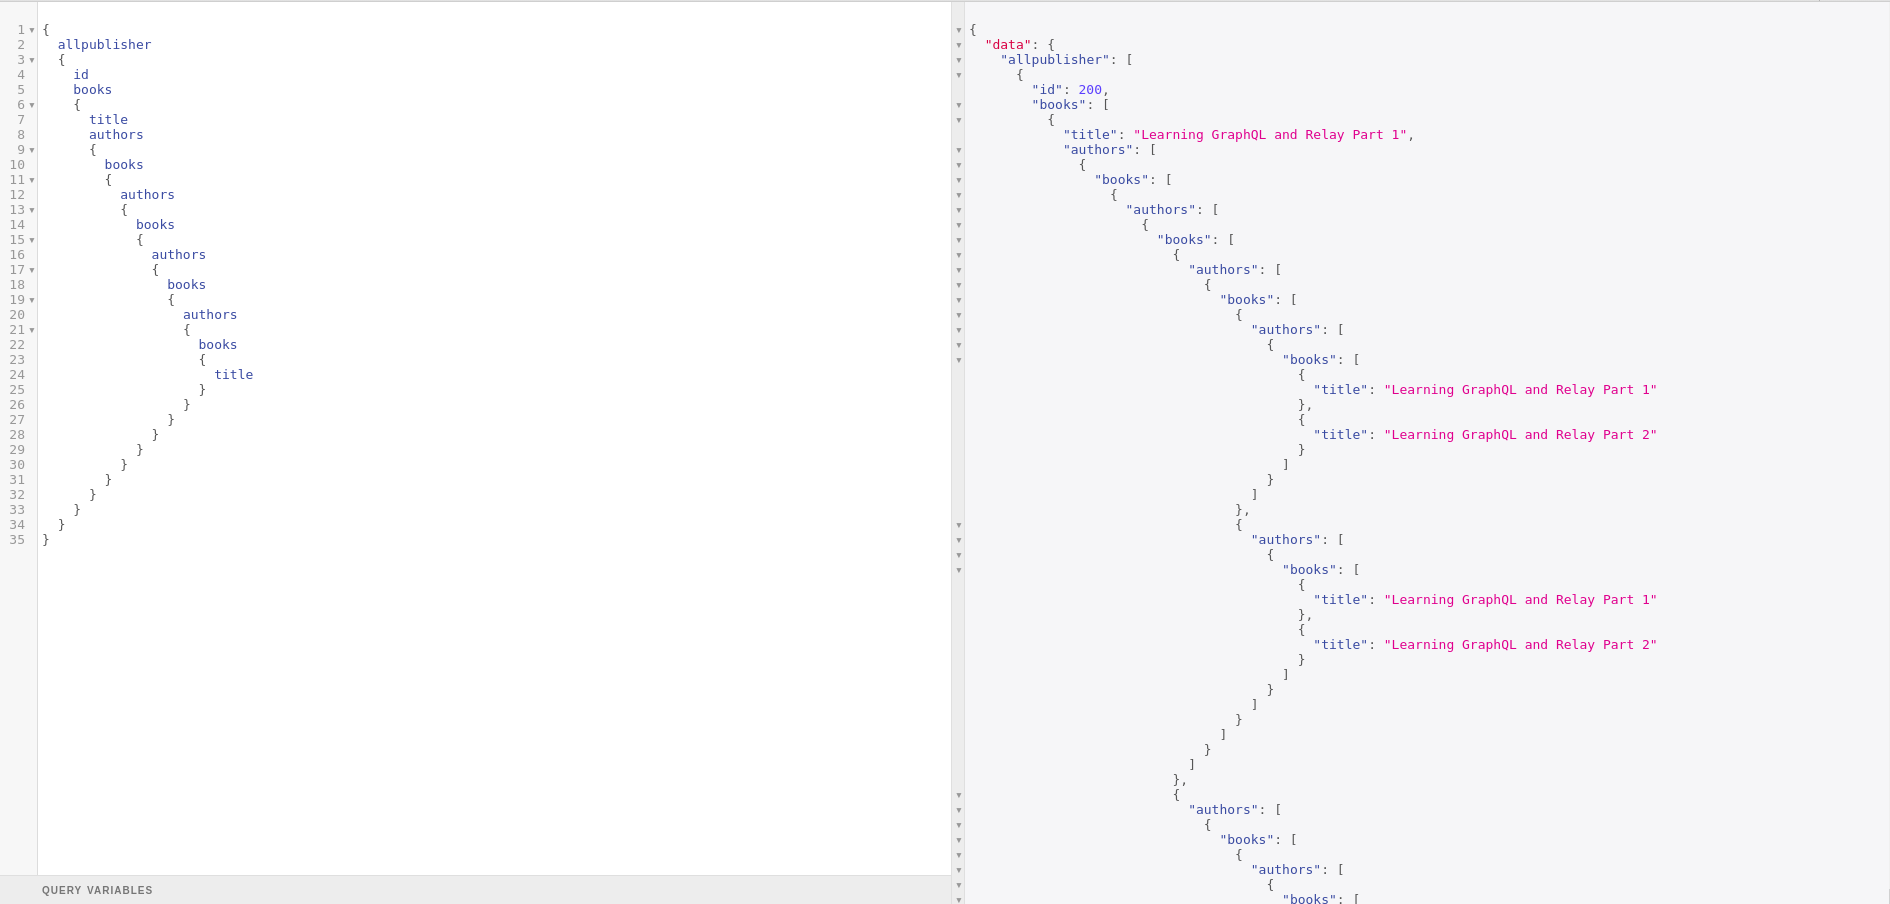 1 {
2   allpublisher
3   {
4     id
5     books
6     {
7       title
8       authors
9       {
10         books
11         {
12           authors
13           {
14             books
15             {
16               authors
17               {
18                 books
19                 {
20                   authors
21                   {
22                     books
23                     {
24                       title
25                     }
26                   }
27                 }
28               }
29             }
30           }
31         }
32       }
33     }
34   }
35 }
QUERY VARIABLES
{
  "data": {
    "allpublisher": [
      {
        "id": 200,
        "books": [
          {
            "title": "Learning GraphQL and Relay Part 1",
            "authors": [
              {
                "books": [
                  {
                    "authors": [
                      {
                        "books": [
                          {
                            "authors": [
                              {
                                "books": [
                                  {
                                    "authors": [
                                      {
                                        "books": [
                                          {
                                            "title": "Learning GraphQL and Relay Part 1"
                                          },
                                          {
                                            "title": "Learning GraphQL and Relay Part 2"
                                          }
                                        ]
                                      }
                                    ]
                                  },
                                  {
                                    "authors": [
                                      {
                                        "books": [
                                          {
                                            "title": "Learning GraphQL and Relay Part 1"
                                          },
                                          {
                                            "title": "Learning GraphQL and Relay Part 2"
                                          }
                                        ]
                                      }
                                    ]
                                  }
                                ]
                              }
                            ]
                          },
                          {
                            "authors": [
                              {
                                "books": [
                                  {
                                    "authors": [
                                      {
                                        "books": [